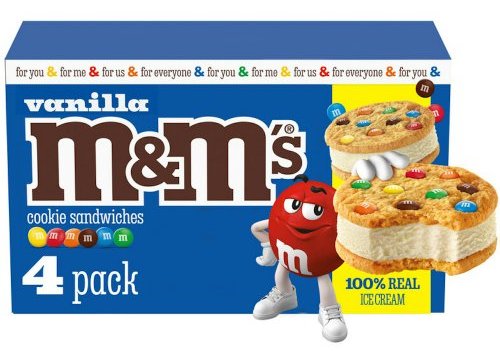 for you & for me & for us & for everyone & for you & for me & for us & for everyone & for you &
vanilla
m&m's®
cookie sandwiches
m m m m m m
4 pack
m
100% REAL
ICE CREAM